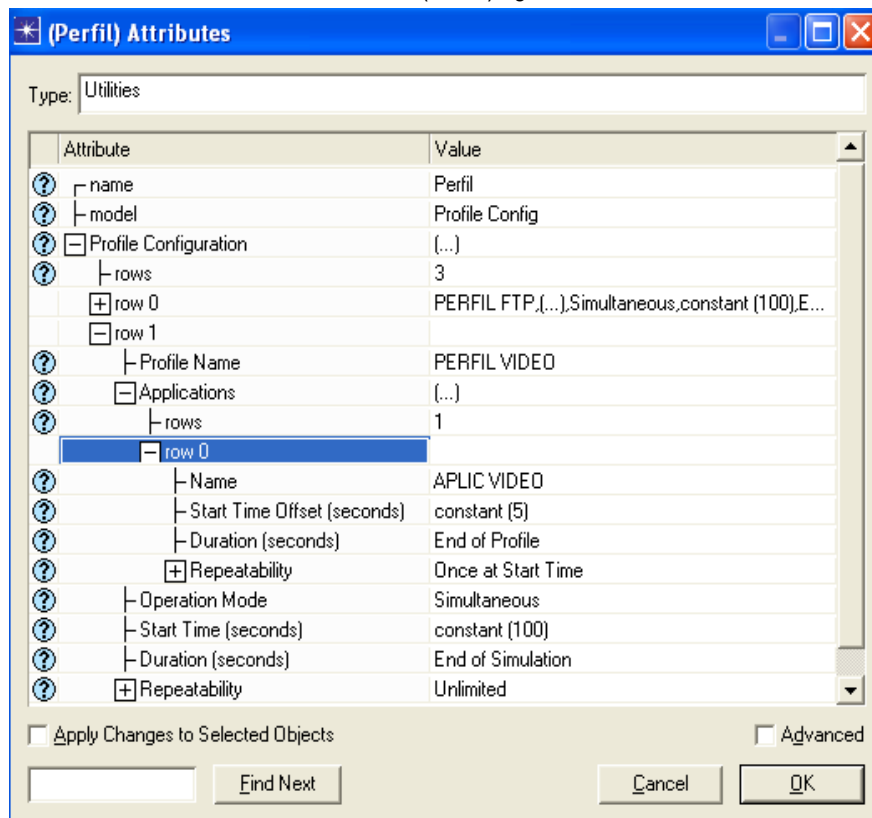 (Perfil) Attributes
Type: Utilities
Attribute Value
name Perfil
model Profile Config
Profile Configuration (...)
rows 3
row 0 PERFIL FTP,(...),Simultaneous,constant (100),E...
row 1
Profile Name PERFIL VIDEO
Applications (...)
rows 1
row 0
Name APLIC VIDEO
Start Time Offset (seconds) constant (5)
Duration (seconds) End of Profile
Repeatability Once at Start Time
Operation Mode Simultaneous
Start Time (seconds) constant (100)
Duration (seconds) End of Simulation
Repeatability Unlimited
Apply Changes to Selected Objects Advanced
Find Next Cancel OK